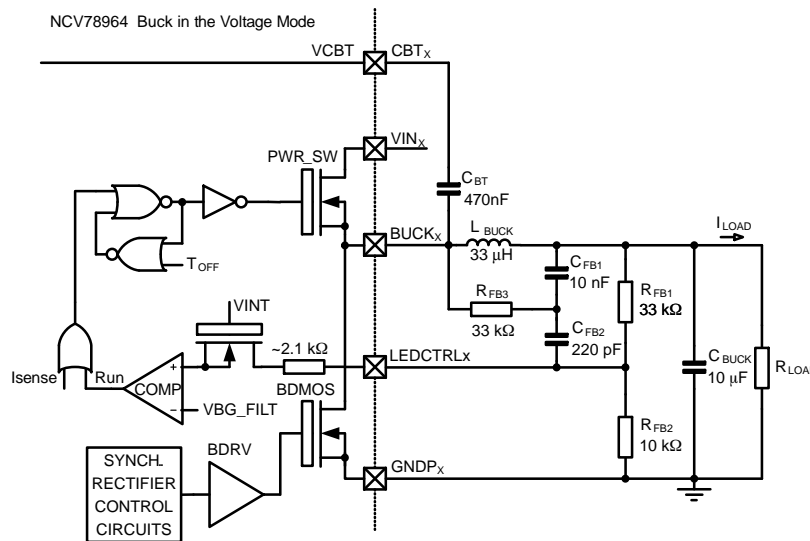 NCV78964 Buck in the Voltage Mode
VCBT
CBTX
VINX
PWR_SW
CBT
470nF
BUCKX
L BUCK
33 μH
ILOAD
TOFF
CFB1
10 nF
RFB3
33 kΩ
RFB1
33 kΩ
VINT
CFB2
220 pF
~2.1 kΩ
LEDCTRLx
CBUCK
10 μF
RLOA
Isense
Run
+
COMP
−
VBG_FILT
BDMOS
RFB2
10 kΩ
BDRV
SYNCH.
RECTIFIER
CONTROL
CIRCUITS
GNDPX